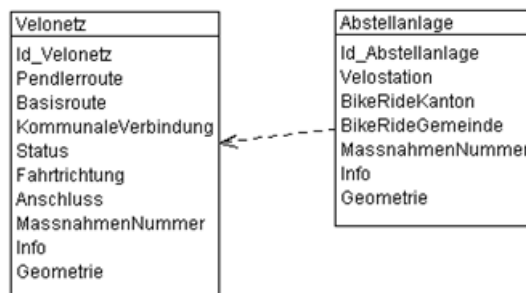 Velonetz
Id_Velonetz
Pendlerroute
Basisroute
KommunaleVerbindung
Status
Fahrtrichtung
Anschluss
MassnahmenNummer
Info
Geometrie
Abstellanlage
Id_Abstellanlage
Velostation
BikeRideKanton
BikeRideGemeinde
MassnahmenNummer
Info
Geometrie